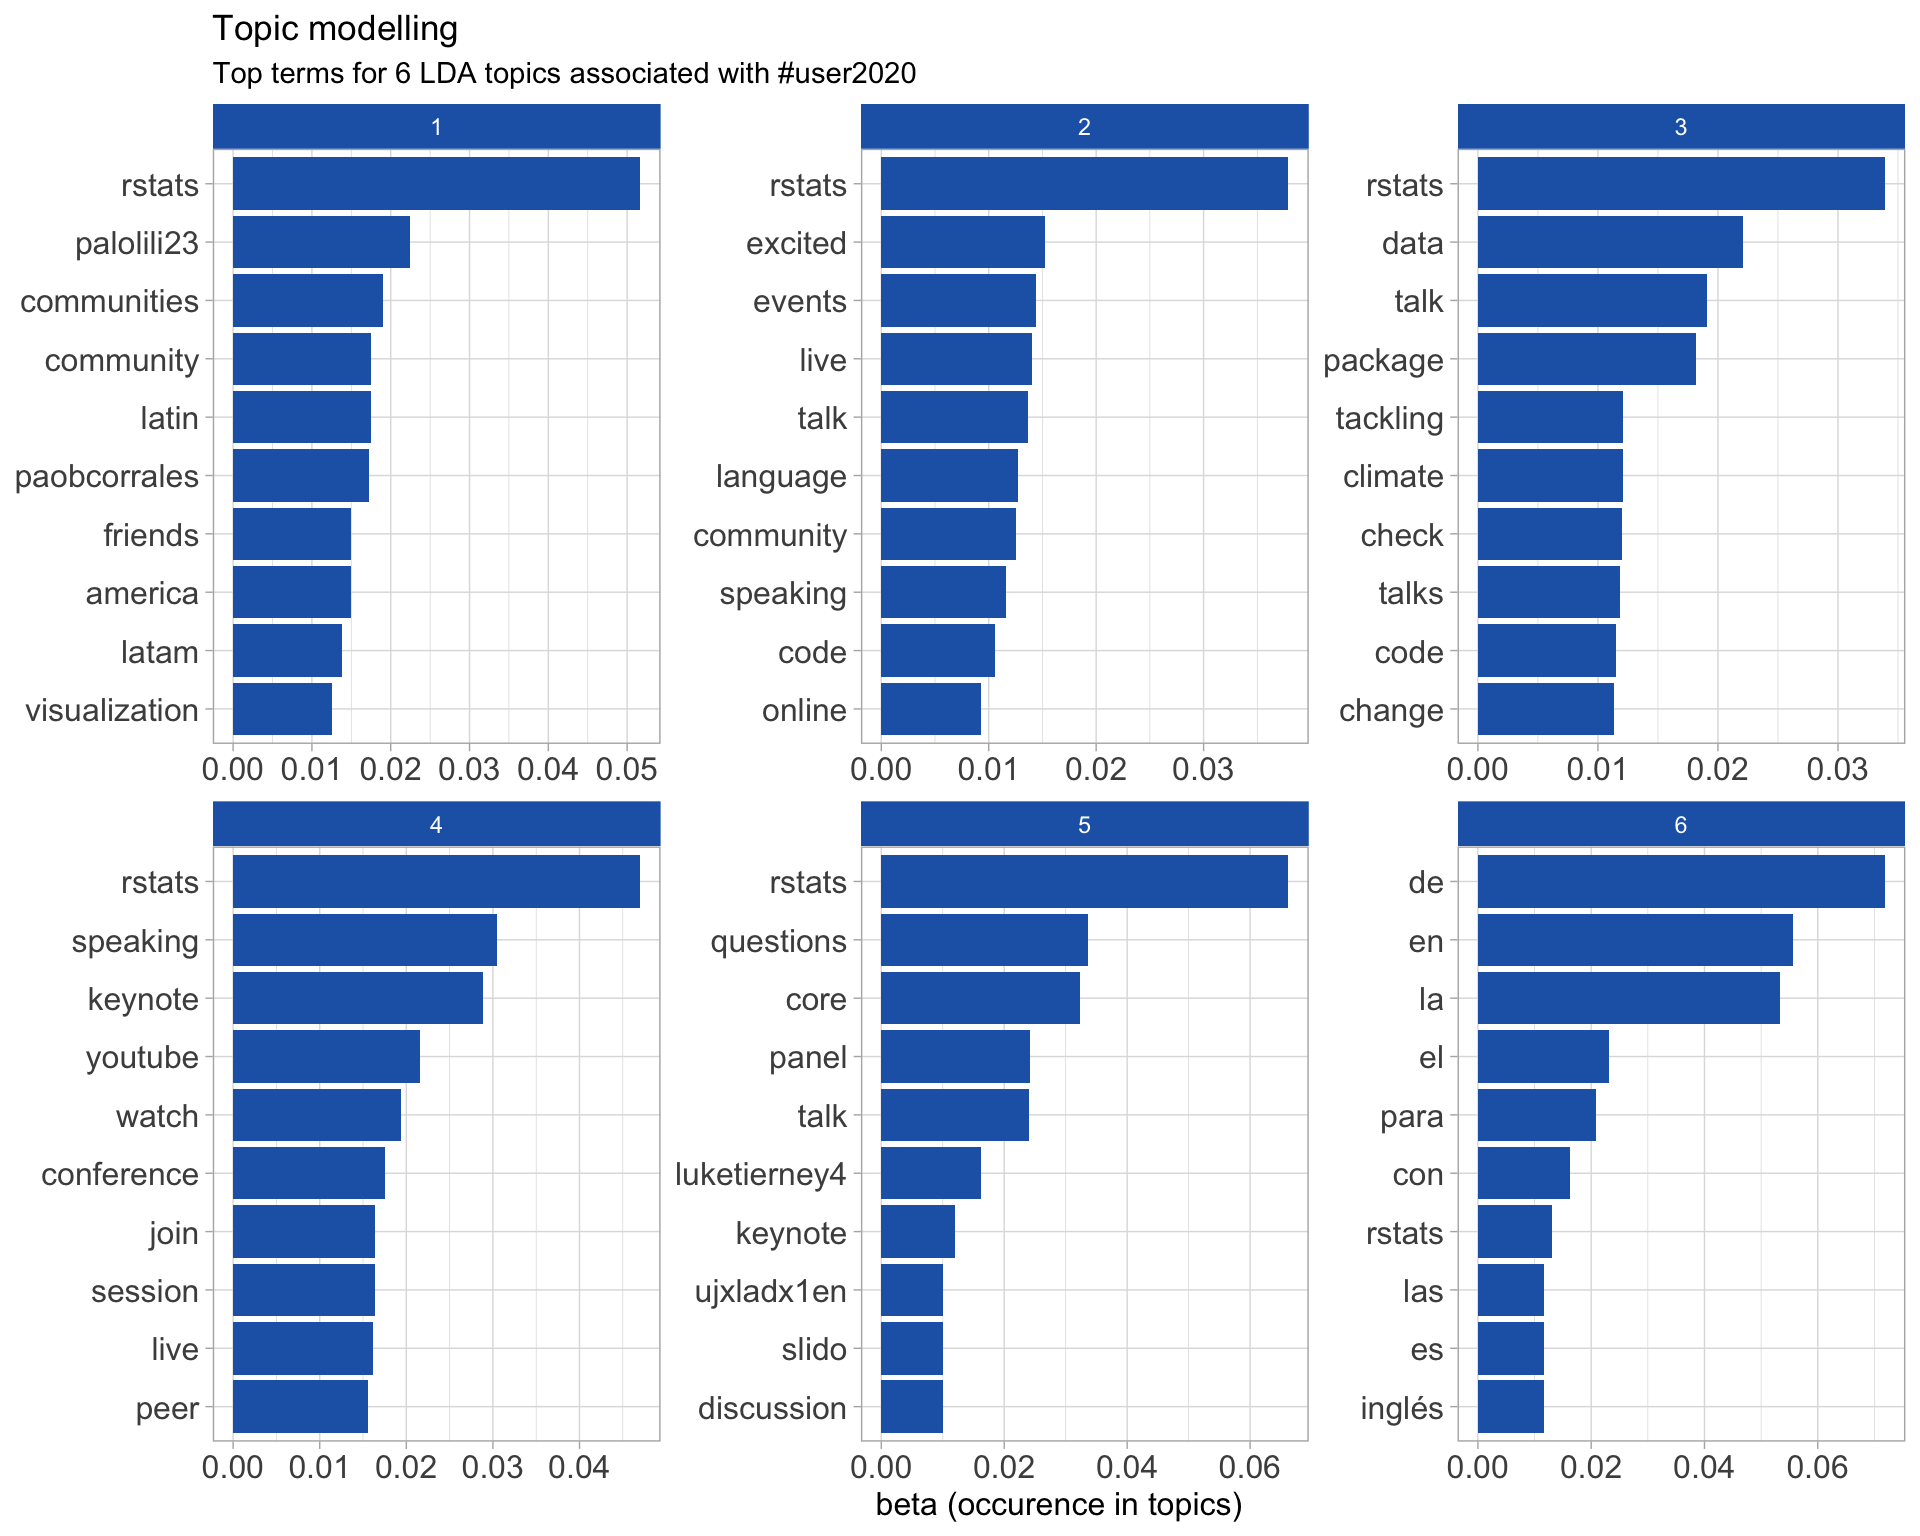 Topic modelling
Top terms for 6 LDA topics associated with #user2020
1
rstats
palolili23
communities
community
latin
paobcorrales
friends
america
latam
visualization
0.00 0.01 0.02 0.03 0.04 0.05
2
rstats
excited
events
live
talk
language
community
speaking
code
online
0.00 0.01 0.02 0.03
3
rstats
data
talk
package
tackling
climate
check
talks
code
change
0.00 0.01 0.02 0.03
4
rstats
speaking
keynote
youtube
watch
conference
join
session
live
peer
0.00 0.01 0.02 0.03 0.04
5
rstats
questions
core
panel
talk
luketierney4
keynote
ujxladx1en
slido
discussion
0.00 0.02 0.04 0.06
6
de
en
la
el
para
con
rstats
las
es
inglés
0.00 0.02 0.04 0.06
beta (occurence in topics)